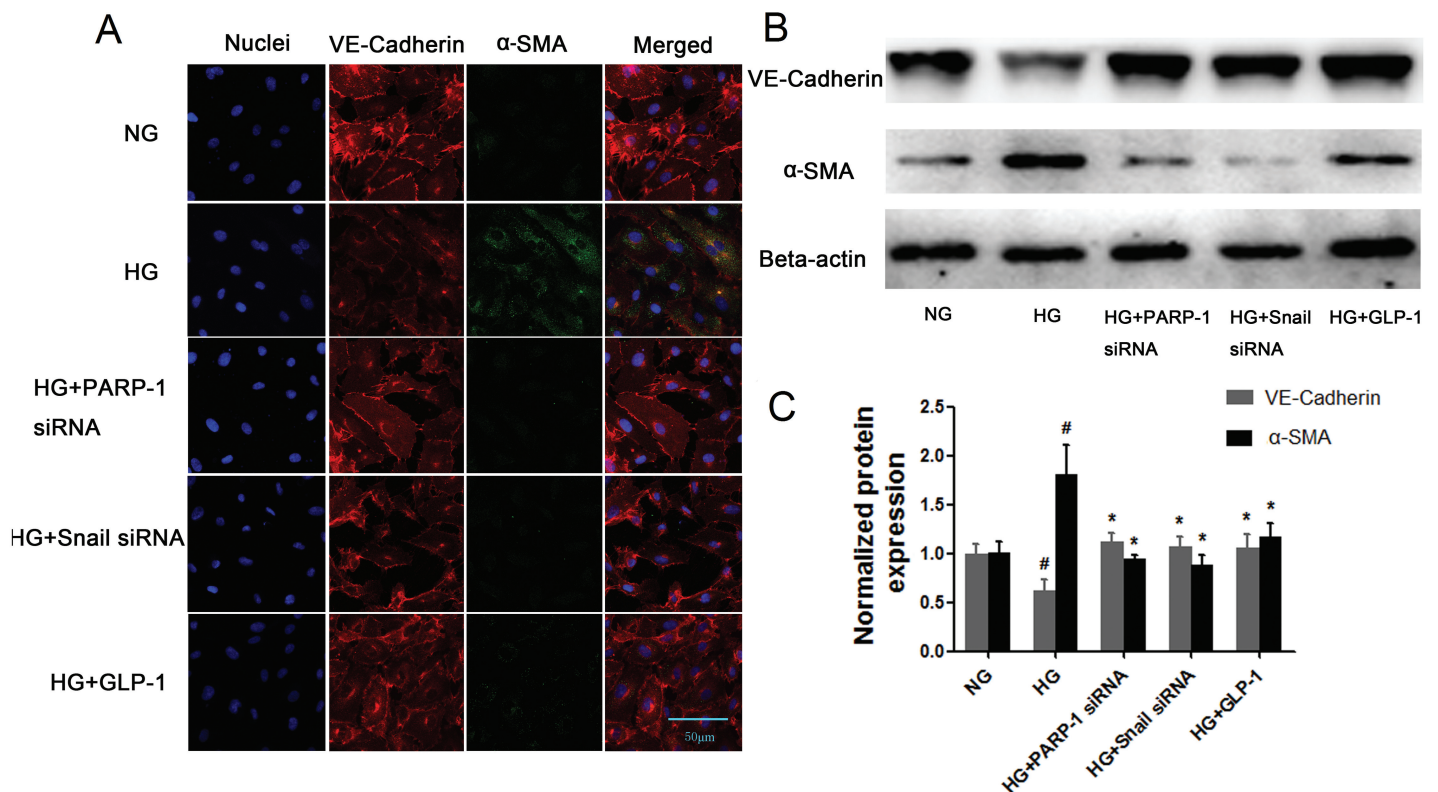 A
Nuclei VE-Cadherin α-SMA Merged
NG
HG
HG+PARP-1
siRNA
HG+Snail siRNA
HG+GLP-1
50μm
B
VE-Cadherin
α-SMA
Beta-actin
NG HG HG+PARP-1 HG+Snail HG+GLP-1
siRNA siRNA
C
VE-Cadherin
α-SMA
Normalized protein
expression
2.5
2.0
1.5
1.0
0.5
0.0
# # * * * * * *
NG HG HG+PARP-1 siRNA HG+Snail siRNA HG+GLP-1